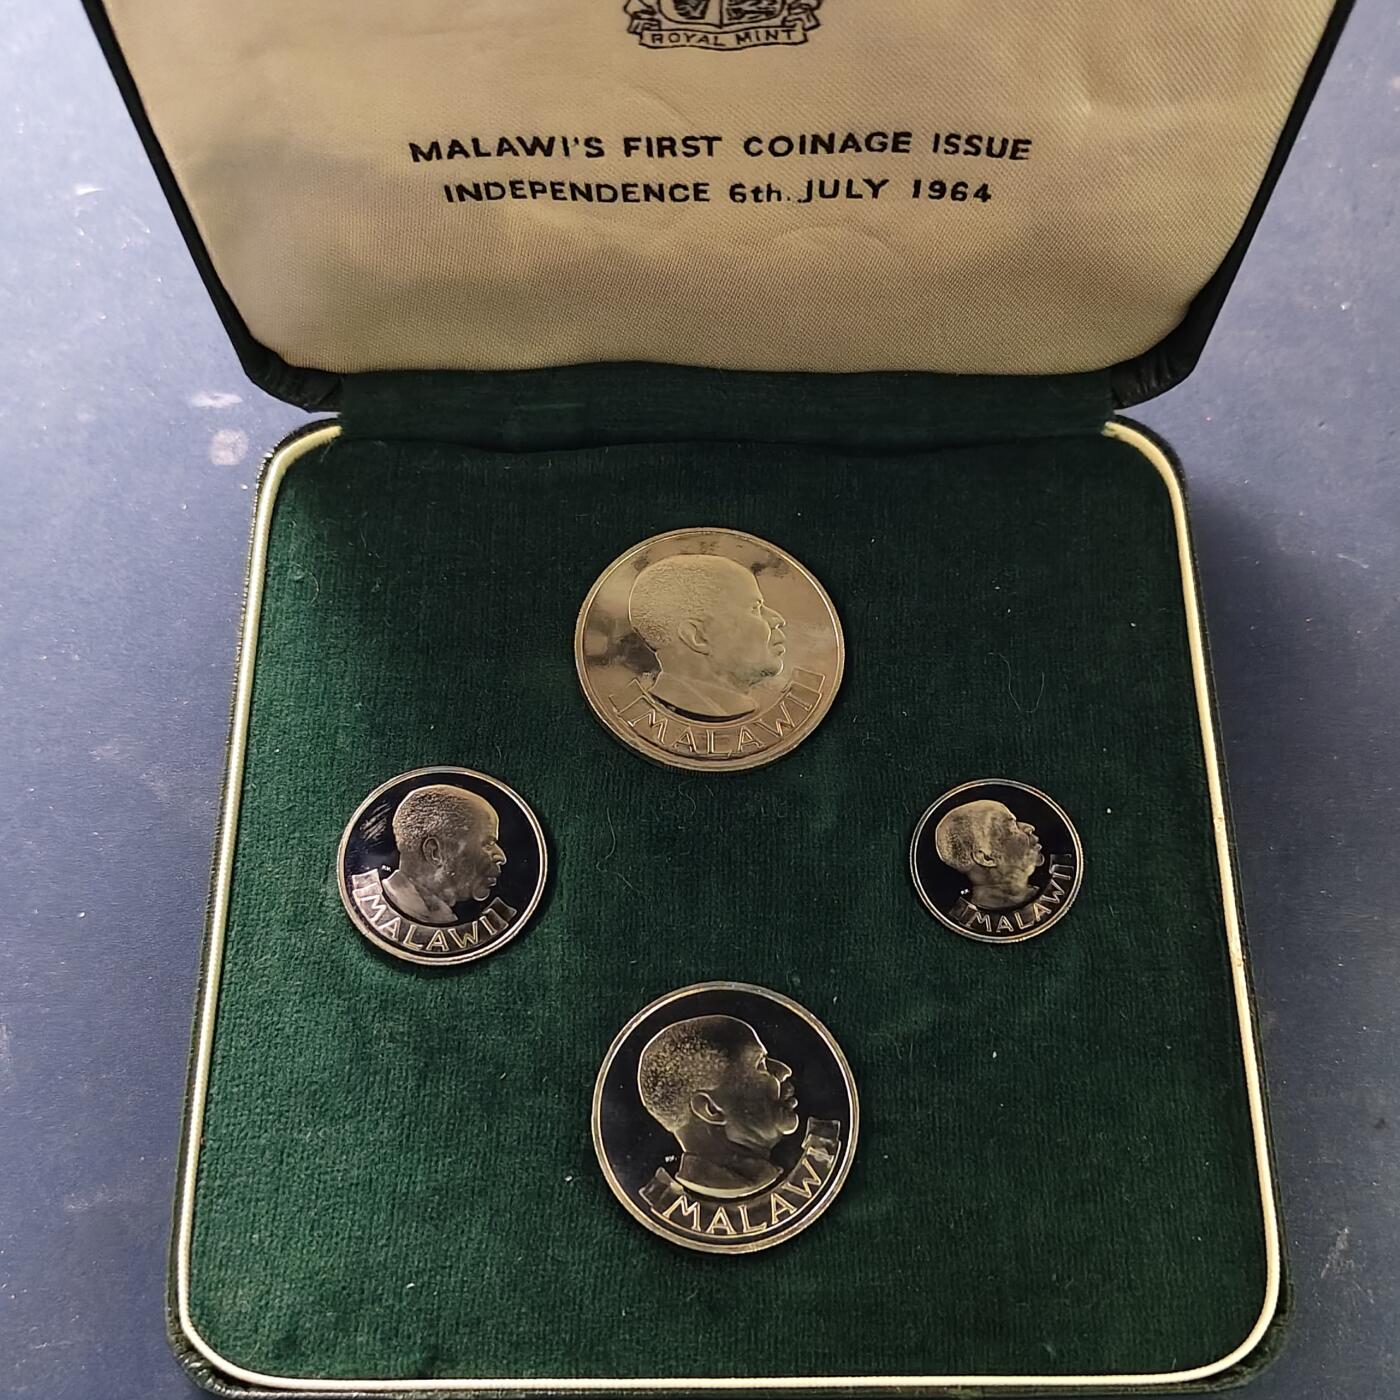 ROYAL MINT
MALAWI'S FIRST COINAGE ISSUE
INDEPENDENCE 6th. JULY 1964
MALAWI
MALAWI
MALAWI
MALAWI